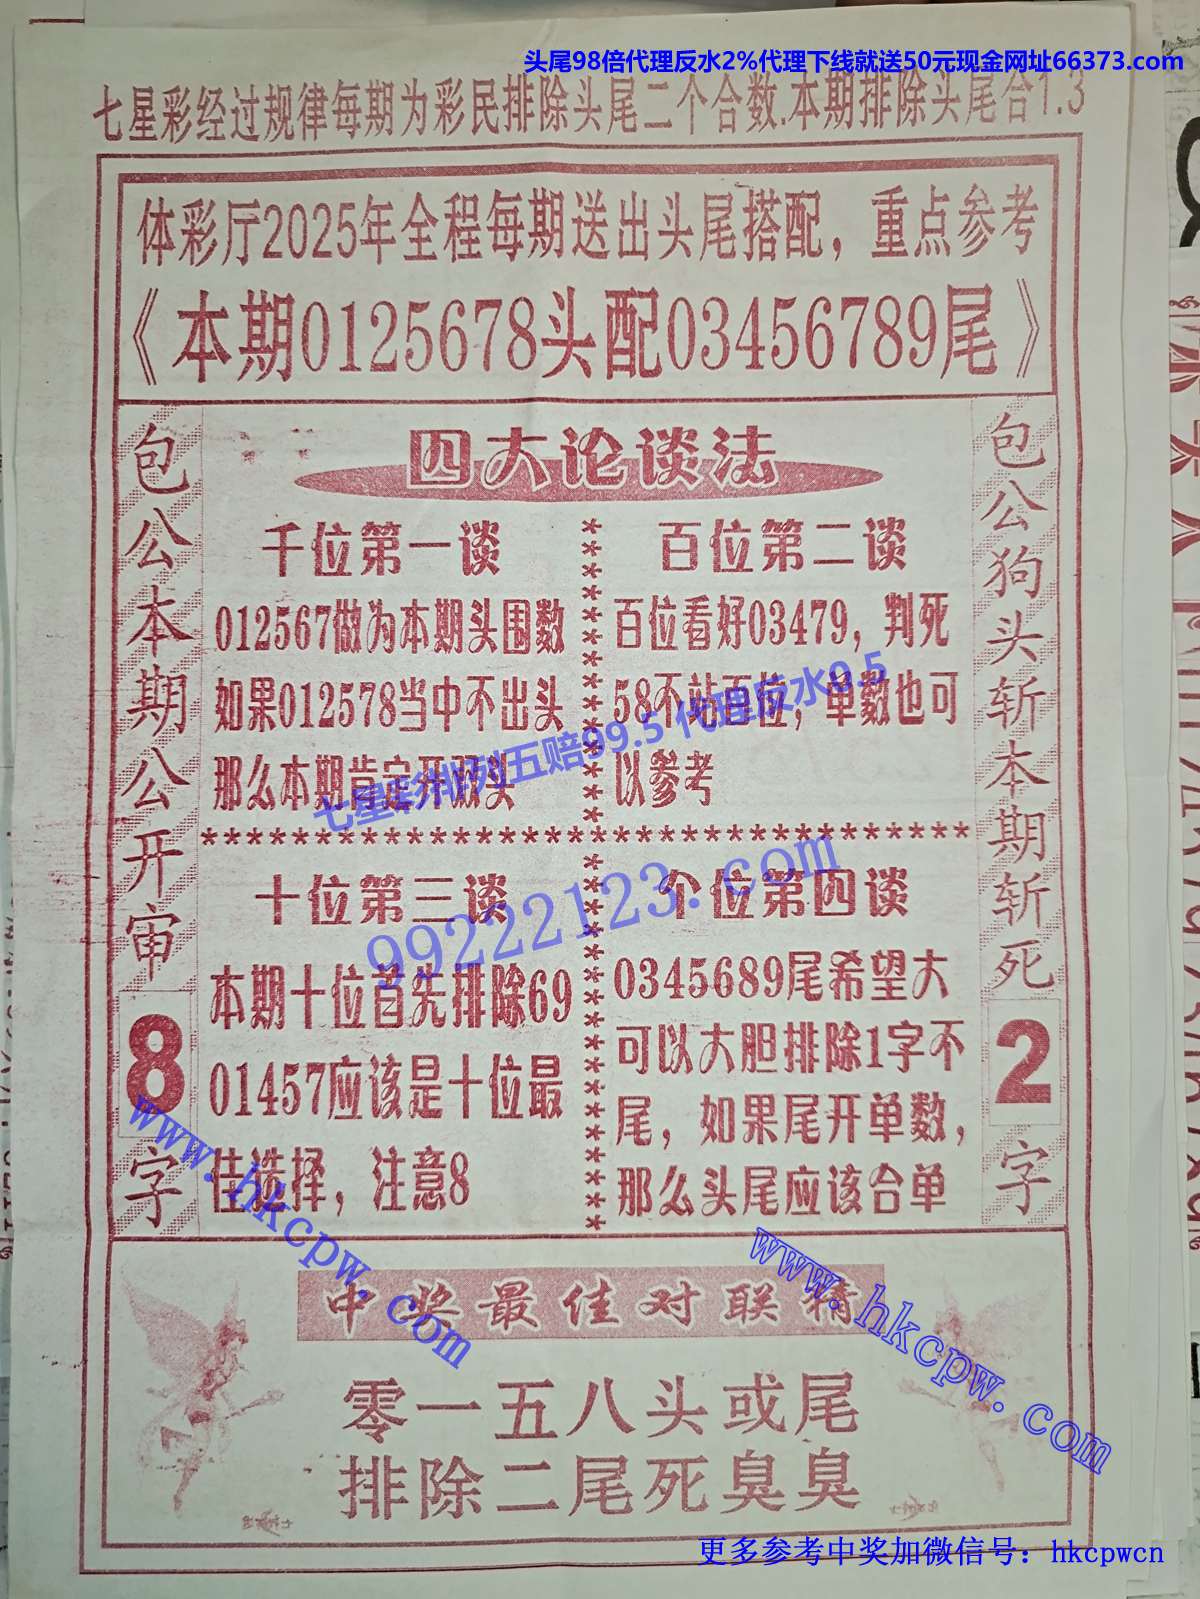 头尾98倍代理反水2%代理下线就送50元现金网址66373.com
七星彩经过规律每期为彩民排除头尾二个合数.本期排除头尾合1.3
体彩厅2025年全程每期送出头尾搭配，重点参考
《本期0125678头配03456789尾》
包公本期公开审8字
四大论谈法
千位第一谈
012567做为本期头围数
如果012578当中不出头
那么本期肯定开双头
百位第二谈
百位看好03479，判死
58不站百位，单数也可
以参考
十位第三谈
本期十位首先排除69
01457应该是十位最
佳选择，注意8
个位第四谈
0345689尾希望大
可以大胆排除1字不
尾，如果尾开单数，
那么头尾应该合单
包公狗头斩本期斩死2字
七星彩排列五赔99.5 代理反水9.5
99222123.com
www.hkcpw.com
www.hkcpw.com
中奖最佳对联精
零一五八头或尾
排除二尾死臭臭
更多参考中奖加微信号：hkcpwcn